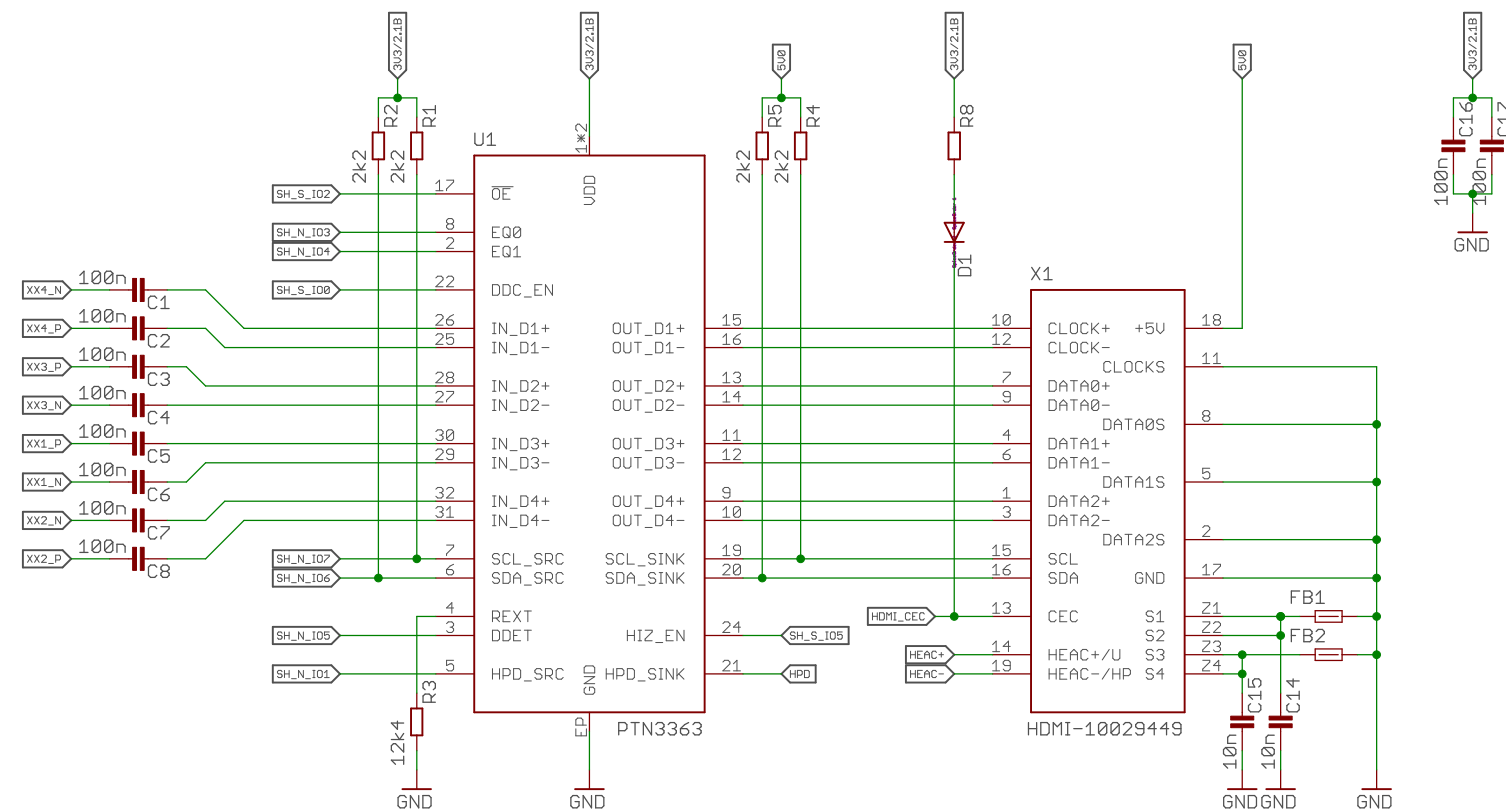 3V3/2.1B
3V3/2.1B
5V0
3V3/2.1B
5V0
3V3/2.1B
R2
R1
R5
R4
R8
C16
C17
2k2
2k2
2k2
2k2
100n
100n
GND
U1
1*2
VDD
SH_S_IO2
17
OE
SH_N_IO3
8
EQ0
SH_N_IO4
2
EQ1
SH_S_IO0
22
DDC_EN
D1
X1
XX4_N
100n
C1
26
IN_D1+
OUT_D1+
15
10
CLOCK+
+5V
18
XX4_P
100n
C2
25
IN_D1-
OUT_D1-
16
12
CLOCK-
CLOCKS
11
XX3_P
100n
C3
28
IN_D2+
OUT_D2+
13
7
DATA0+
XX3_N
100n
C4
27
IN_D2-
OUT_D2-
14
9
DATA0-
DATA0S
8
XX1_P
100n
C5
30
IN_D3+
OUT_D3+
11
4
DATA1+
XX1_N
100n
C6
29
IN_D3-
OUT_D3-
12
6
DATA1-
DATA1S
5
XX2_N
100n
C7
32
IN_D4+
OUT_D4+
9
1
DATA2+
XX2_P
100n
C8
31
IN_D4-
OUT_D4-
10
3
DATA2-
DATA2S
2
SH_N_IO7
7
SCL_SRC
SCL_SINK
19
15
SCL
SH_N_IO6
6
SDA_SRC
SDA_SINK
20
16
SDA
GND
17
4
REXT
HDMI_CEC
13
CEC
S1
Z1
FB1
SH_N_IO5
3
DDET
HIZ_EN
24
SH_S_IO5
S2
Z2
FB2
HEAC+
14
HEAC+/U
S3
Z3
SH_N_IO1
5
HPD_SRC
GND
HPD_SINK
21
HPD
HEAC-
19
HEAC-/HP
S4
Z4
R3
12k4
EP
PTN3363
HDMI-10029449
C15
10n
C14
10n
GND
GND
GND
GND
GND